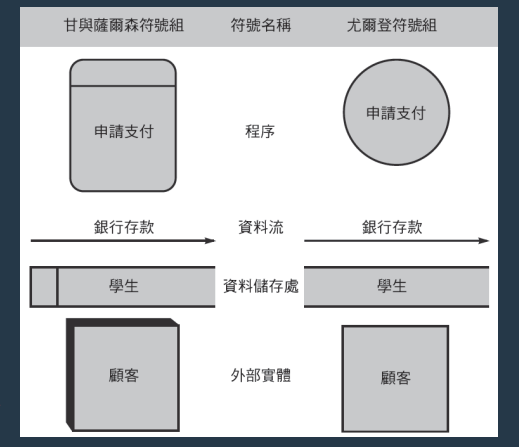 甘與薩爾森符號組 符號名稱 尤爾登符號組
申請支付 程序 申請支付
銀行存款 資料流 銀行存款
學生 資料儲存處 學生
顧客 外部實體 顧客